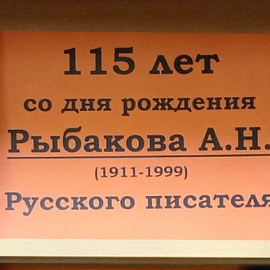 115 лет
со дня рождения
Рыбакова А.Н.
(1911-1999)
Русского писателя